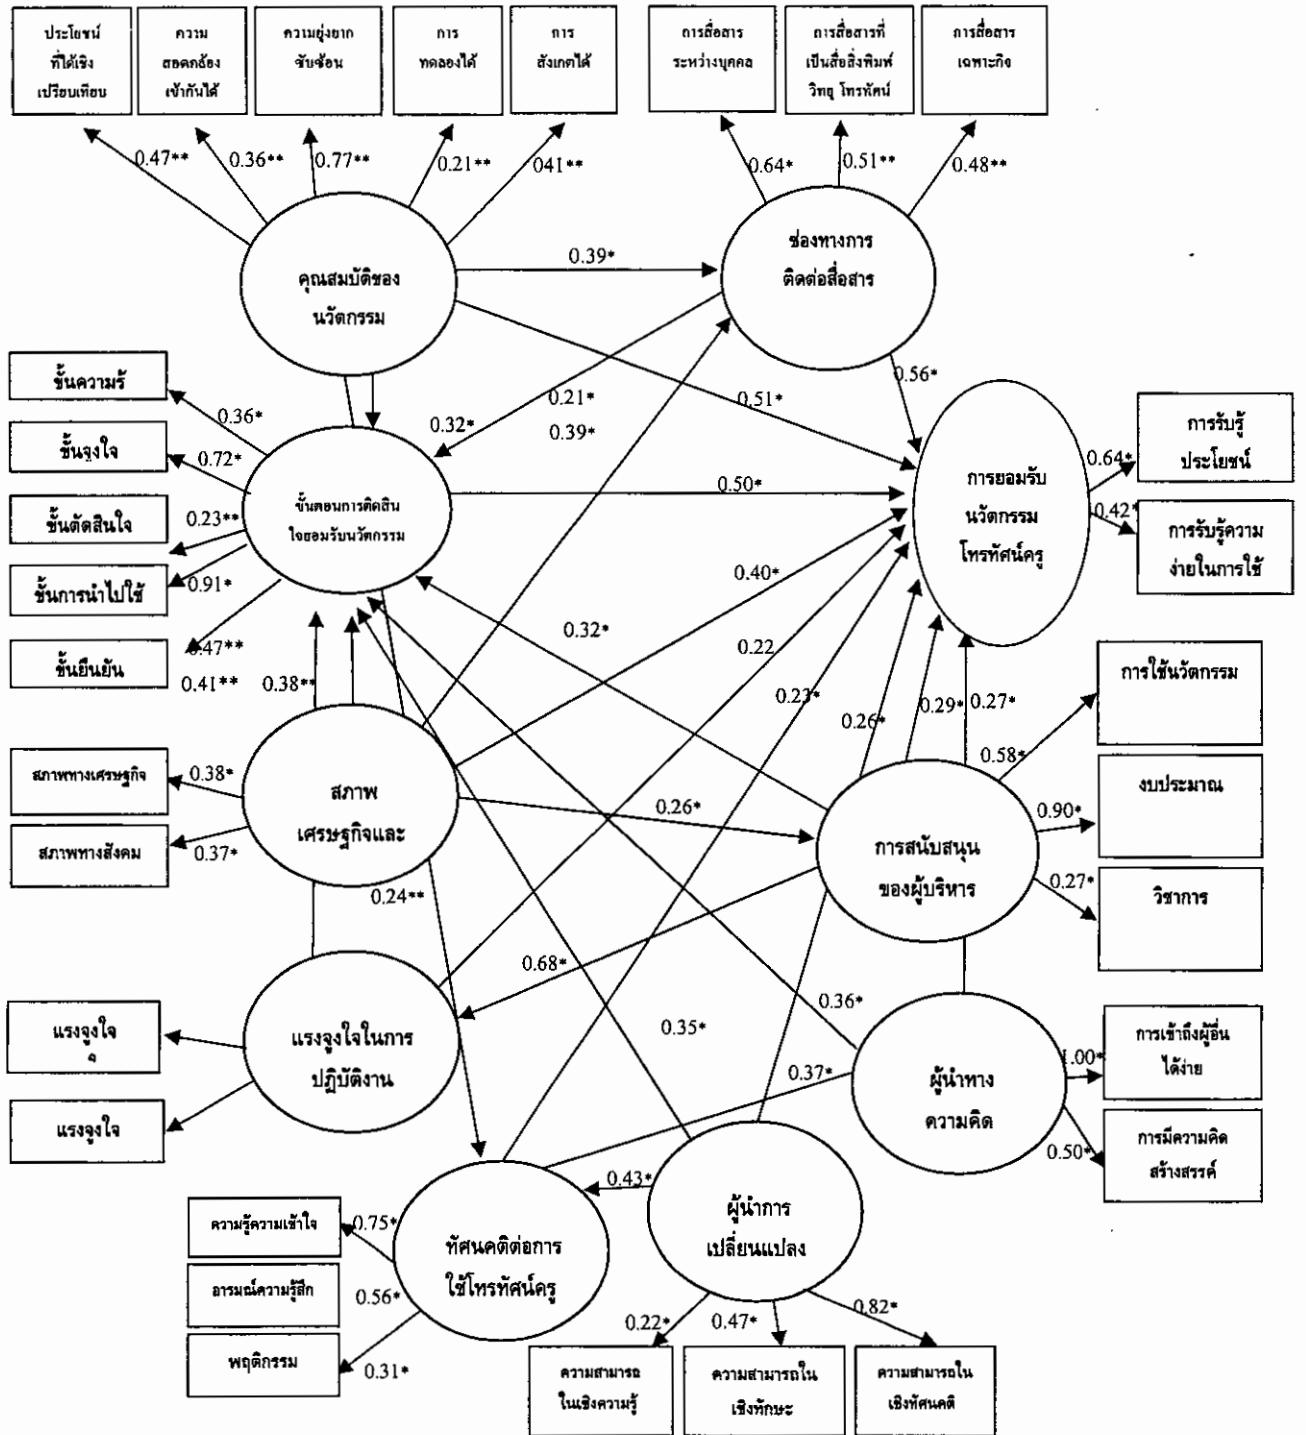 ประโยชน์
ที่ได้เชิง
เปรียบเทียบ
ความ
สอดคล้อง
เข้ากันได้
ความยุ่งยาก
ซับซ้อน
การ
ทดลองได้
การ
สังเกตได้
การสื่อสาร
ระหว่างบุคคล
การสื่อสารที่
เป็นสื่อสิ่งพิมพ์
วิทยุ โทรทัศน์
การสื่อสาร
เฉพาะกิจ
0.47**
0.36**
0.77**
0.21**
041**
0.64*
0.51**
0.48**
คุณสมบัติของ
นวัตกรรม
0.39*
ช่องทางการ
ติดต่อสื่อสาร
ขั้นความรู้
0.36*
ขั้นจูงใจ
0.72*
ขั้นตัดสินใจ
0.23**
ขั้นการนำไปใช้
0.91*
ขั้นยืนยัน
0.47**
0.41**
0.38**
0.32*
0.21*
0.39*
0.51*
0.56*
ขั้นตอนการตัดสิน
ใจยอมรับนวัตกรรม
0.50*
การยอมรับ
นวัตกรรม
โทรทัศน์ครู
0.64*
การรับรู้
ประโยชน์
0.42*
การรับรู้ความ
ง่ายในการใช้
0.40*
0.32*
0.22
0.23*
0.26*
0.29*
0.27*
การใช้นวัตกรรม
0.58*
งบประมาณ
0.90*
วิชาการ
0.27*
สภาพทางเศรษฐกิจ
0.38*
สภาพทางสังคม
0.37*
สภาพ
เศรษฐกิจและ
0.26*
การสนับสนุน
ของผู้บริหาร
0.24**
0.68*
0.36*
0.35*
0.37*
แรงจูงใจ
แรงจูงใจ
แรงจูงใจในการ
ปฏิบัติงาน
ผู้นำทาง
ความคิด
1.00*
การเข้าถึงผู้อื่น
ได้ง่าย
0.50*
การมีความคิด
สร้างสรรค์
0.43*
ความรู้ความเข้าใจ
0.75*
อารมณ์ความรู้สึก
0.56*
พฤติกรรม
0.31*
ทัศนคติต่อการ
ใช้โทรทัศน์ครู
ผู้นำการ
เปลี่ยนแปลง
0.22*
0.47*
0.82*
ความสามารถ
ในเชิงความรู้
ความสามารถใน
เชิงทักษะ
ความสามารถใน
เชิงทัศนคติ